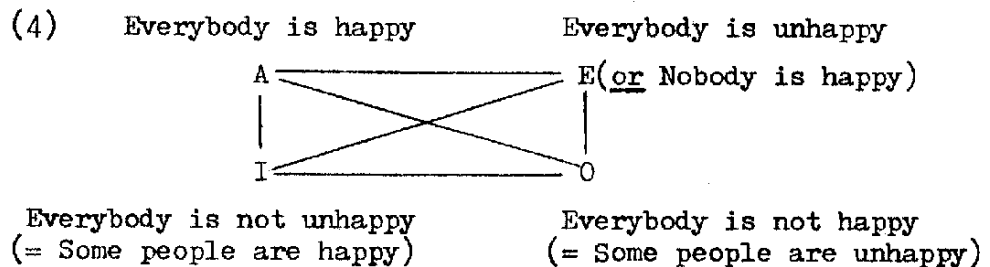 (4) Everybody is happy Everybody is unhappy
A E(or Nobody is happy)
I O
Everybody is not unhappy Everybody is not happy
(= Some people are happy) (= Some people are unhappy)